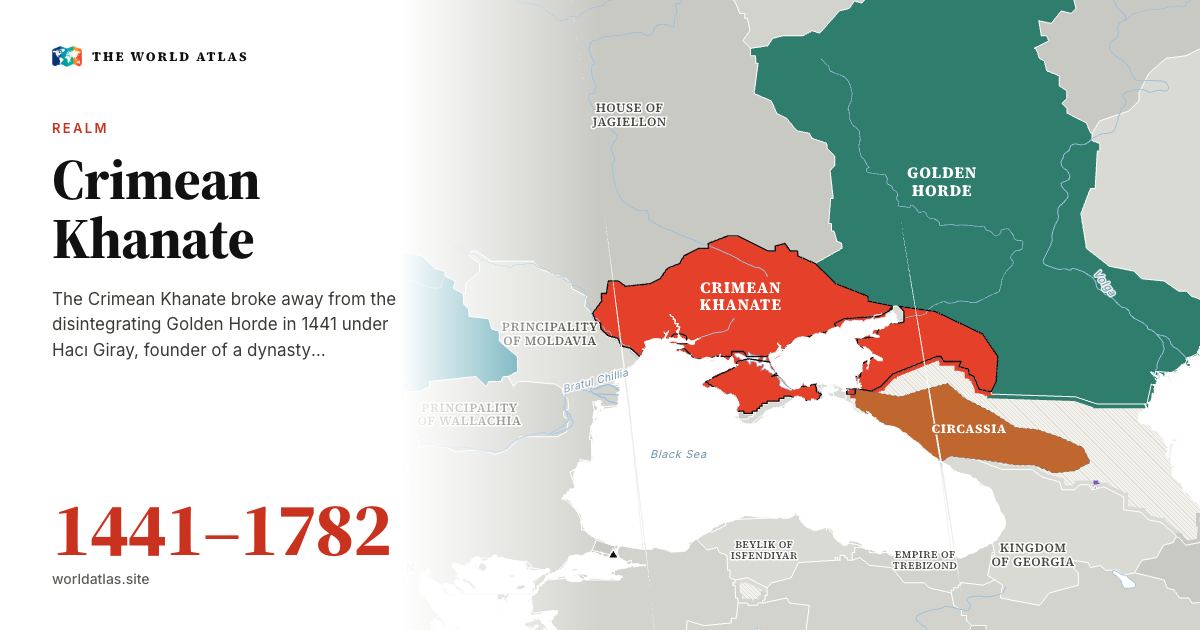 THE WORLD ATLAS
REALM
Crimean
Khanate
The Crimean Khanate broke away from the
disintegrating Golden Horde in 1441 under
Hacı Giray, founder of a dynasty...
1441–1782
worldatlas.site
HOUSE OF
JAGIELLON
GOLDEN
HORDE
CRIMEAN
KHANATE
Volga
PRINCIPALITY
OF MOLDAVIA
Bratul Chillia
PRINCIPALITY
OF WALLACHIA
CIRCASSIA
Black Sea
BEYLIK OF
ISFENDIYAR
EMPIRE OF
TREBIZOND
KINGDOM
OF GEORGIA